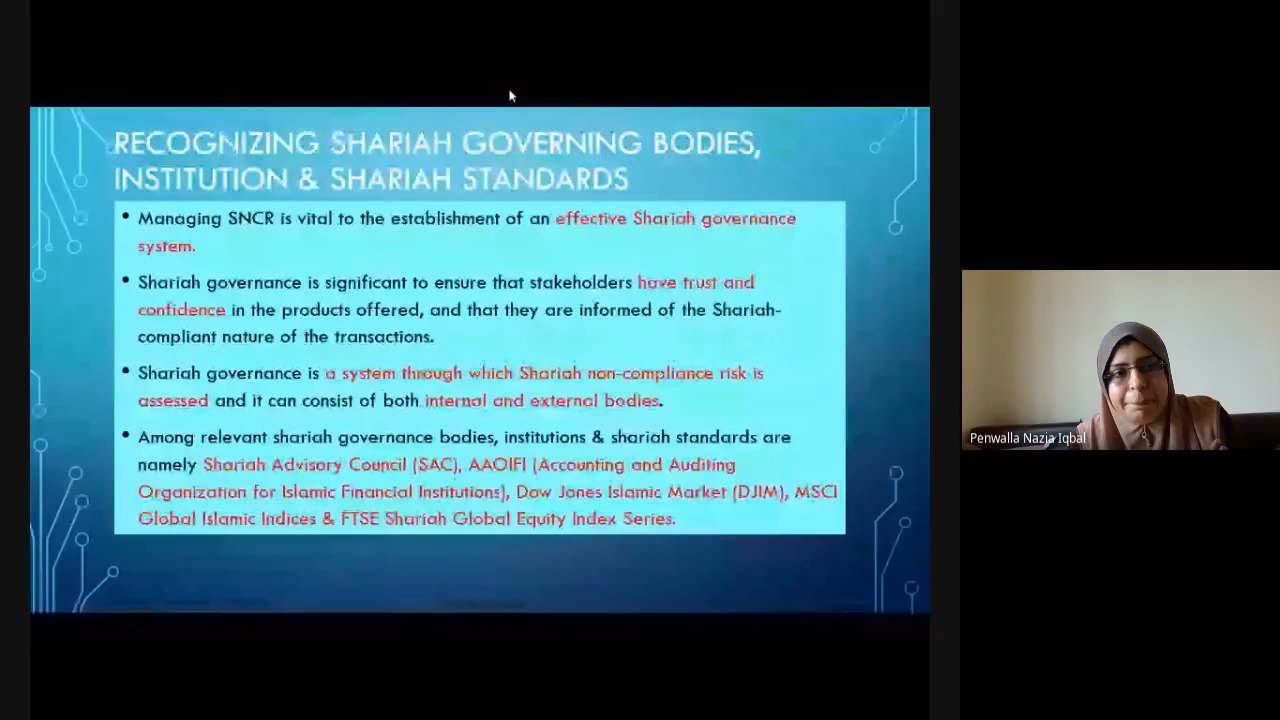 RECOGNIZING SHARIAH GOVERNING BODIES,
INSTITUTION & SHARIAH STANDARDS
• Managing SNCR is vital to the establishment of an effective Shariah governance
system.
• Shariah governance is significant to ensure that stakeholders have trust and
confidence in the products offered, and that they are informed of the Shariah-
compliant nature of the transactions.
• Shariah governance is a system through which Shariah non-compliance risk is
assessed and it can consist of both internal and external bodies.
• Among relevant shariah governance bodies, institutions & shariah standards are
namely Shariah Advisory Council (SAC), AAOIFI (Accounting and Auditing
Organization for Islamic Financial Institutions), Dow Jones Islamic Market (DJIM), MSCI
Global Islamic Indices & FTSE Shariah Global Equity Index Series.
Penwalla Nazia Iqbal